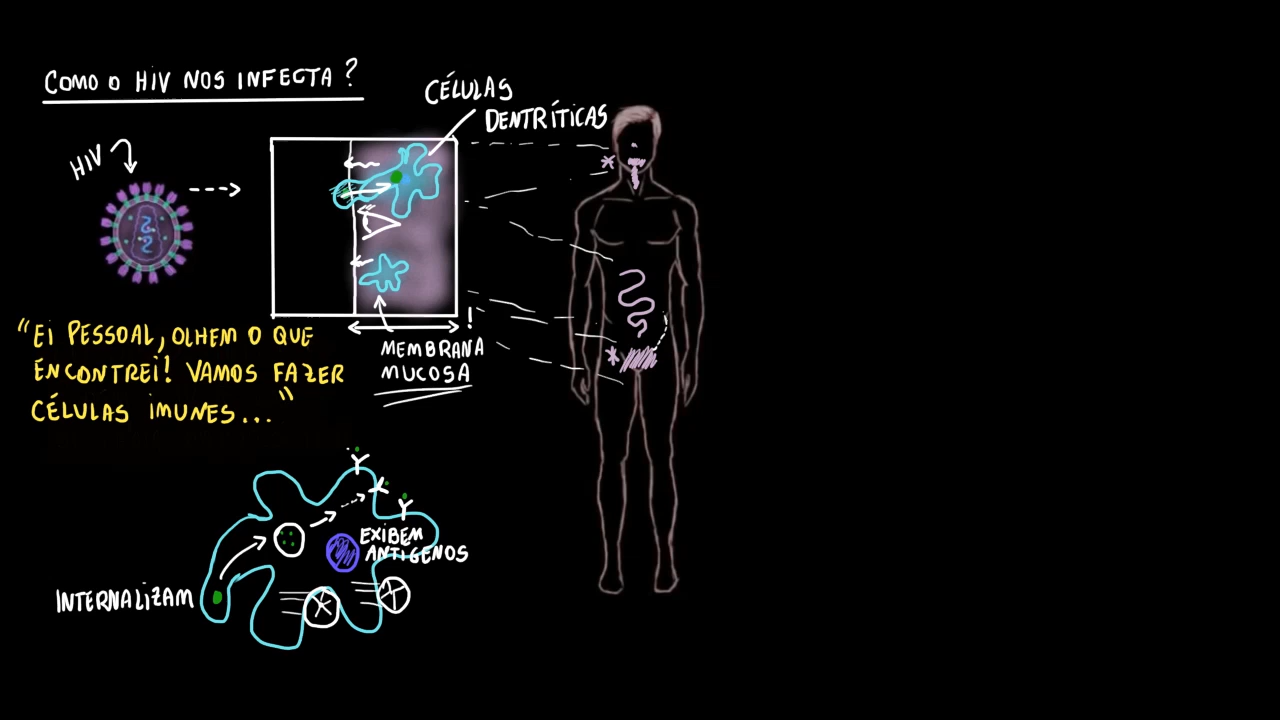 COMO O HIV NOS INFECTA?
CÉLULAS
DENTRÍTICAS
HIV
!
MEMBRANA
MUCOSA
"EI PESSOAL, OLHEM O QUE
ENCONTREI! VAMOS FAZER
CÉLULAS IMUNES..."
EXIBEM
ANTÍGENOS
INTERNALIZAM